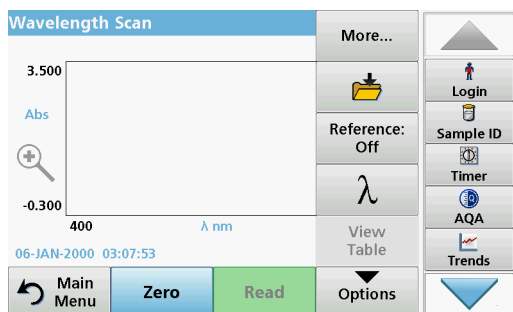 Wavelength Scan
3.500
Abs
-0.300
400
λ nm
06-JAN-2000 03:07:53
Main
Menu
Zero
Read
Options
More...
Reference:
Off
λ
View
Table
Login
Sample ID
Timer
AQA
Trends